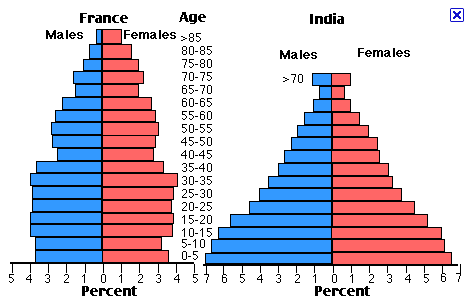 France
Age
India
Males
Females
>85
80-85
75-80
70-75
65-70
60-65
55-60
50-55
45-50
40-45
35-40
30-35
25-30
20-25
15-20
10-15
5-10
0-5
Males
Females
>70
5 4 3 2 1 0 1 2 3 4 5
7 6 5 4 3 2 1 0 1 2 3 4 5 6 7
Percent
Percent